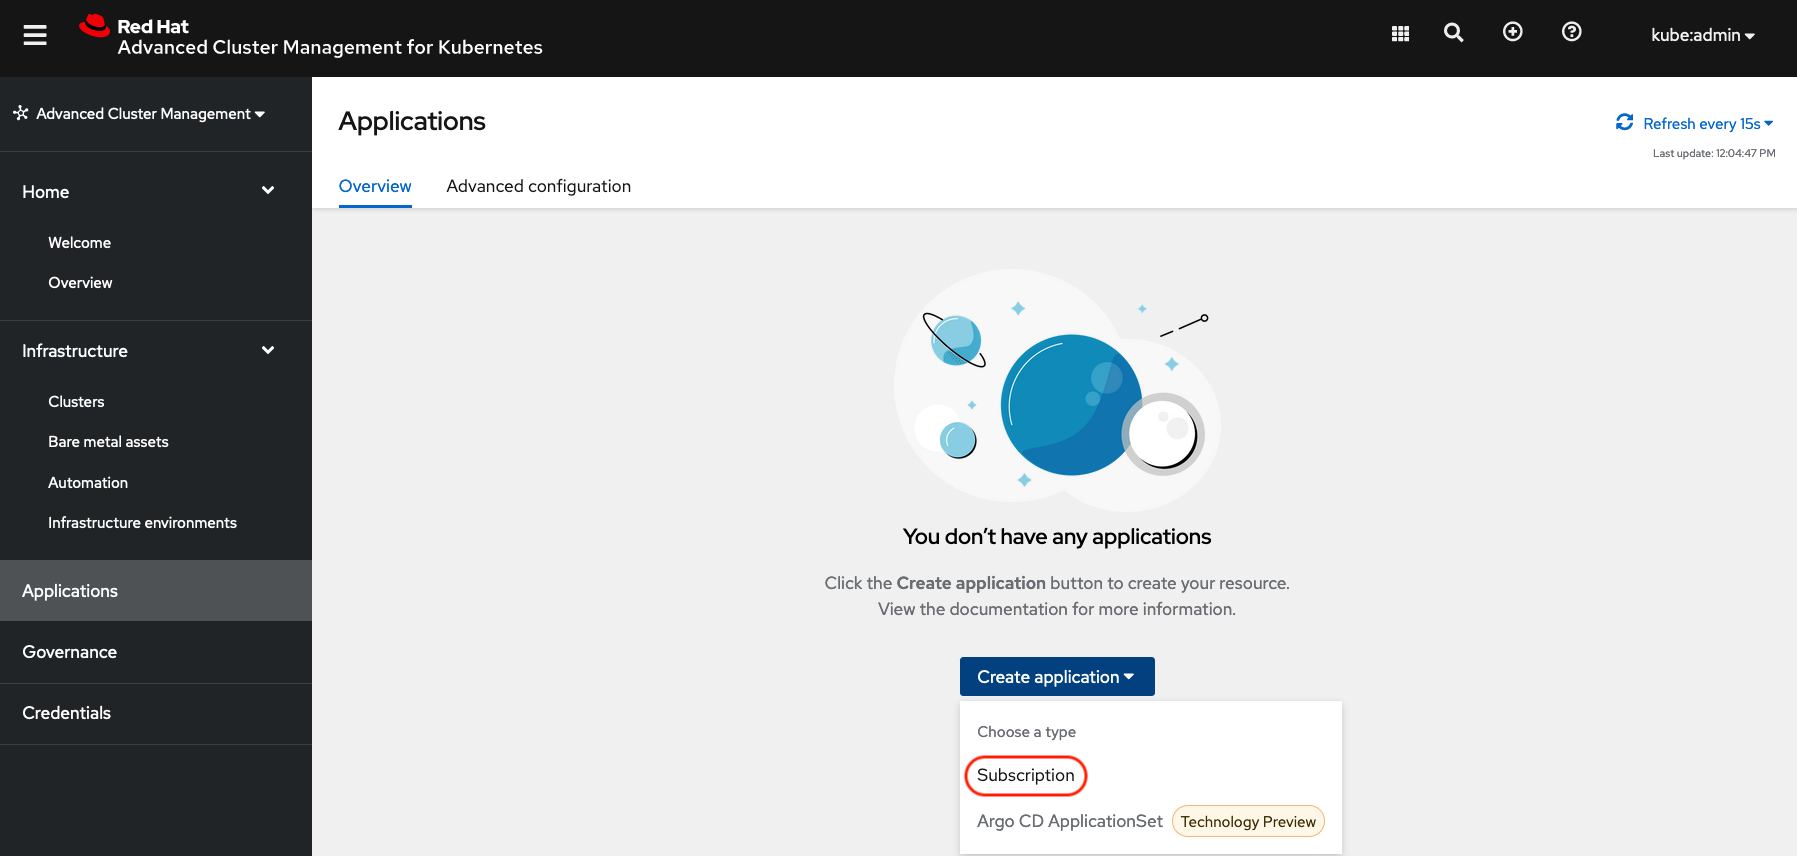 Red Hat
Advanced Cluster Management for Kubernetes
kube:admin
Advanced Cluster Management
Home
Welcome
Overview
Infrastructure
Clusters
Bare metal assets
Automation
Infrastructure environments
Applications
Governance
Credentials
Applications
Refresh every 15s
Last update: 12:04:47 PM
Overview
Advanced configuration
You don’t have any applications
Click the Create application button to create your resource.
View the documentation for more information.
Create application
Choose a type
Subscription
Argo CD ApplicationSet Technology Preview